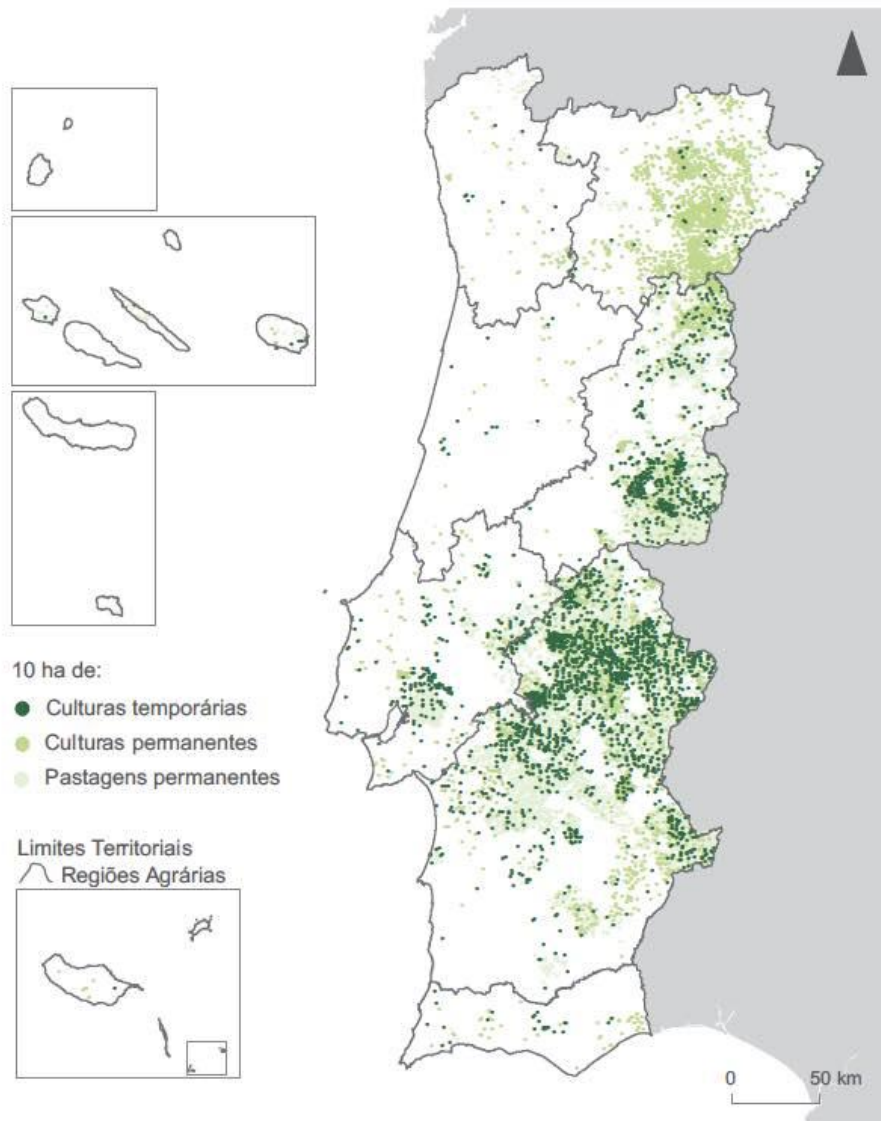 10 ha de:
Culturas temporárias
Culturas permanentes
Pastagens permanentes
Limites Territoriais
Regiões Agrárias
0 50 km